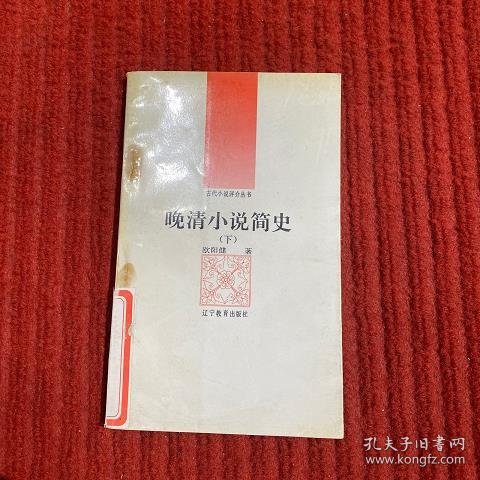 古代小说评介丛书
晚清小说简史
（下）
欧阳健 著
辽宁教育出版社
孔夫子旧书网
www.kongfz.com